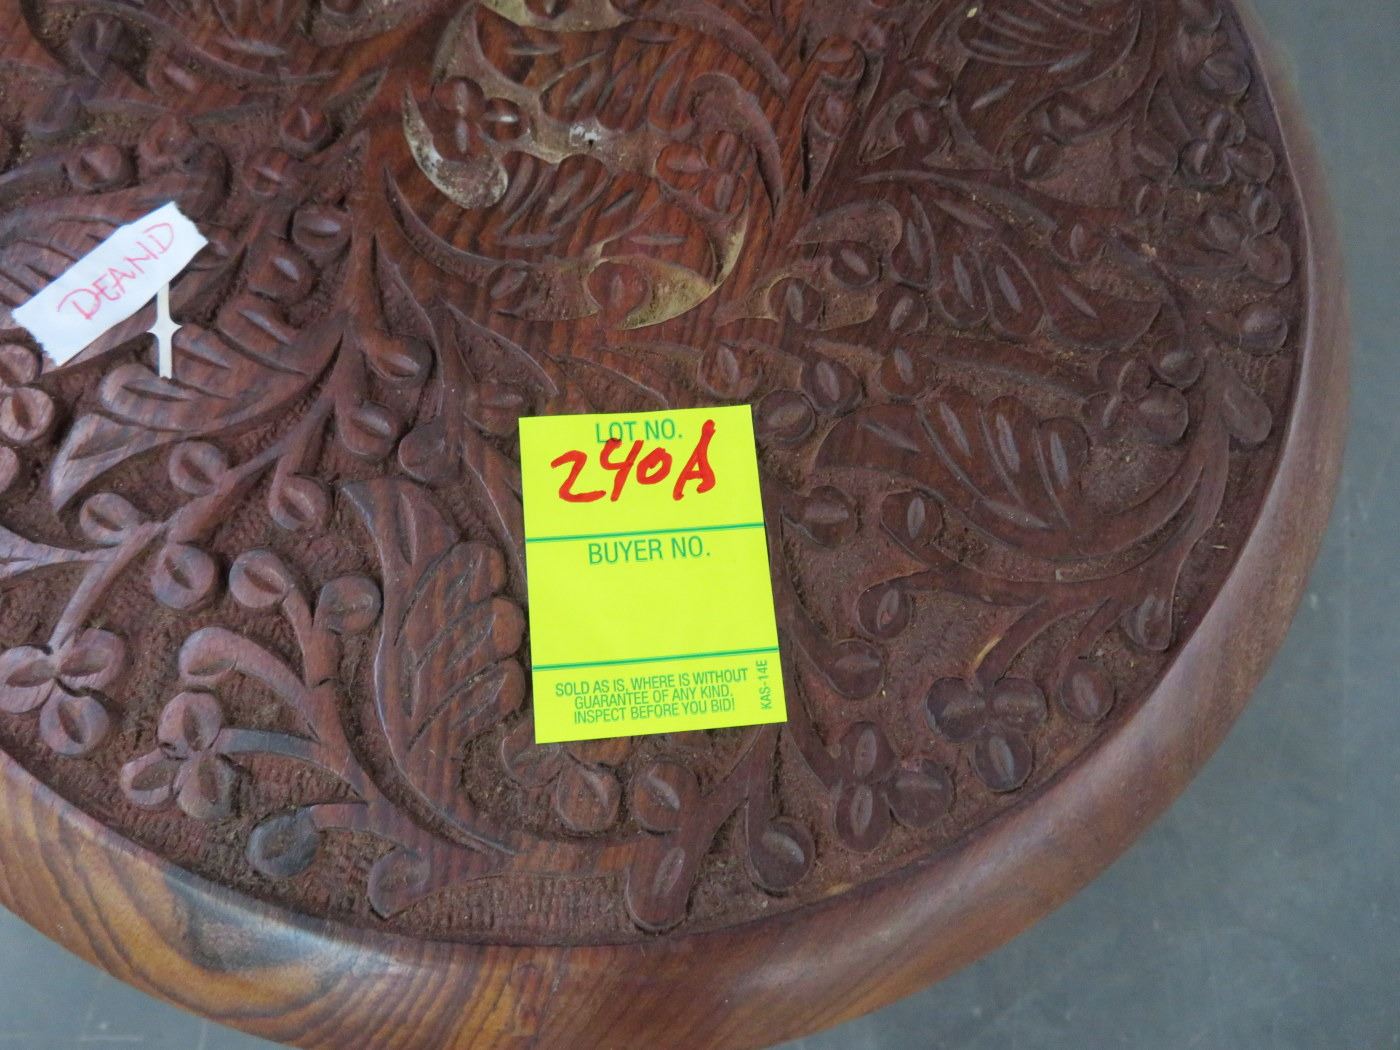 DEAND
LOT NO.
240A
BUYER NO.
SOLD AS IS, WHERE IS WITHOUT
GUARANTEE OF ANY KIND.
INSPECT BEFORE YOU BID!
KAS-14E